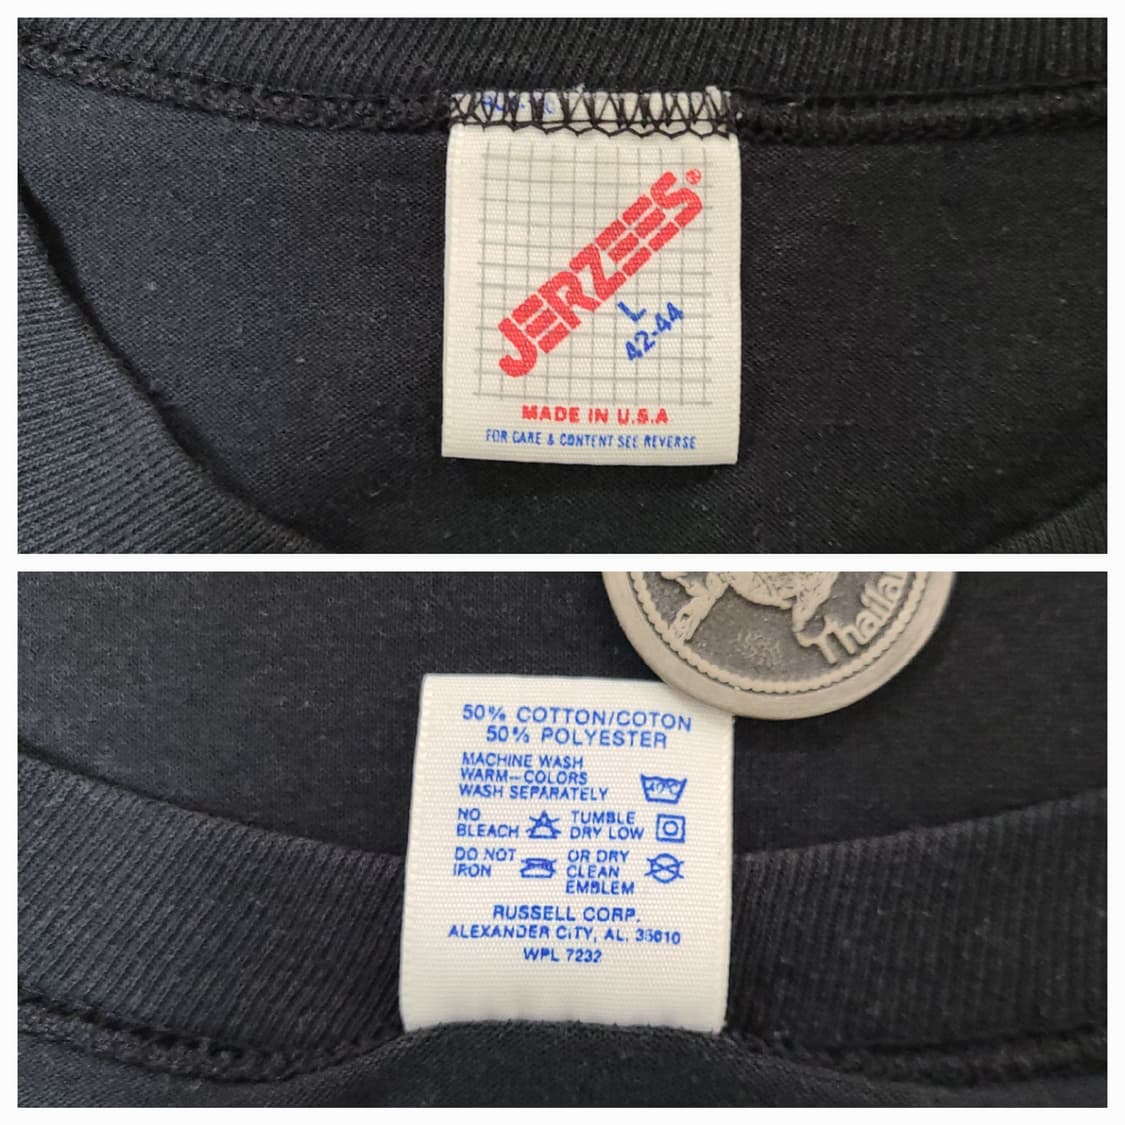 JERZEES®
L
42-44
MADE IN U.S.A
FOR CARE & CONTENT SEE REVERSE
50% COTTON/COTON
50% POLYESTER
MACHINE WASH
WARM-COLORS
WASH SEPARATELY
40°C
NO
BLEACH
TUMBLE
DRY LOW
DO NOT
IRON
OR DRY
CLEAN
EMBLEM
RUSSELL CORP.
ALEXANDER CITY, AL. 35010
WPL 7232